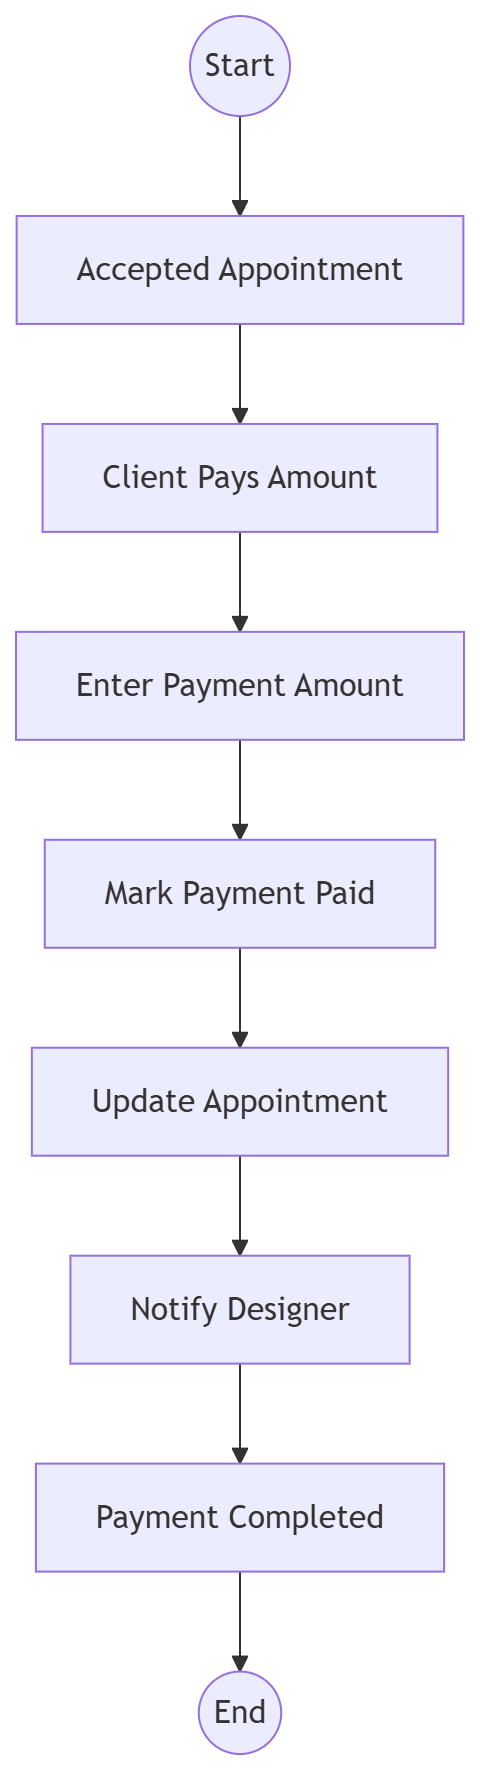 Start
Accepted Appointment
Client Pays Amount
Enter Payment Amount
Mark Payment Paid
Update Appointment
Notify Designer
Payment Completed
End